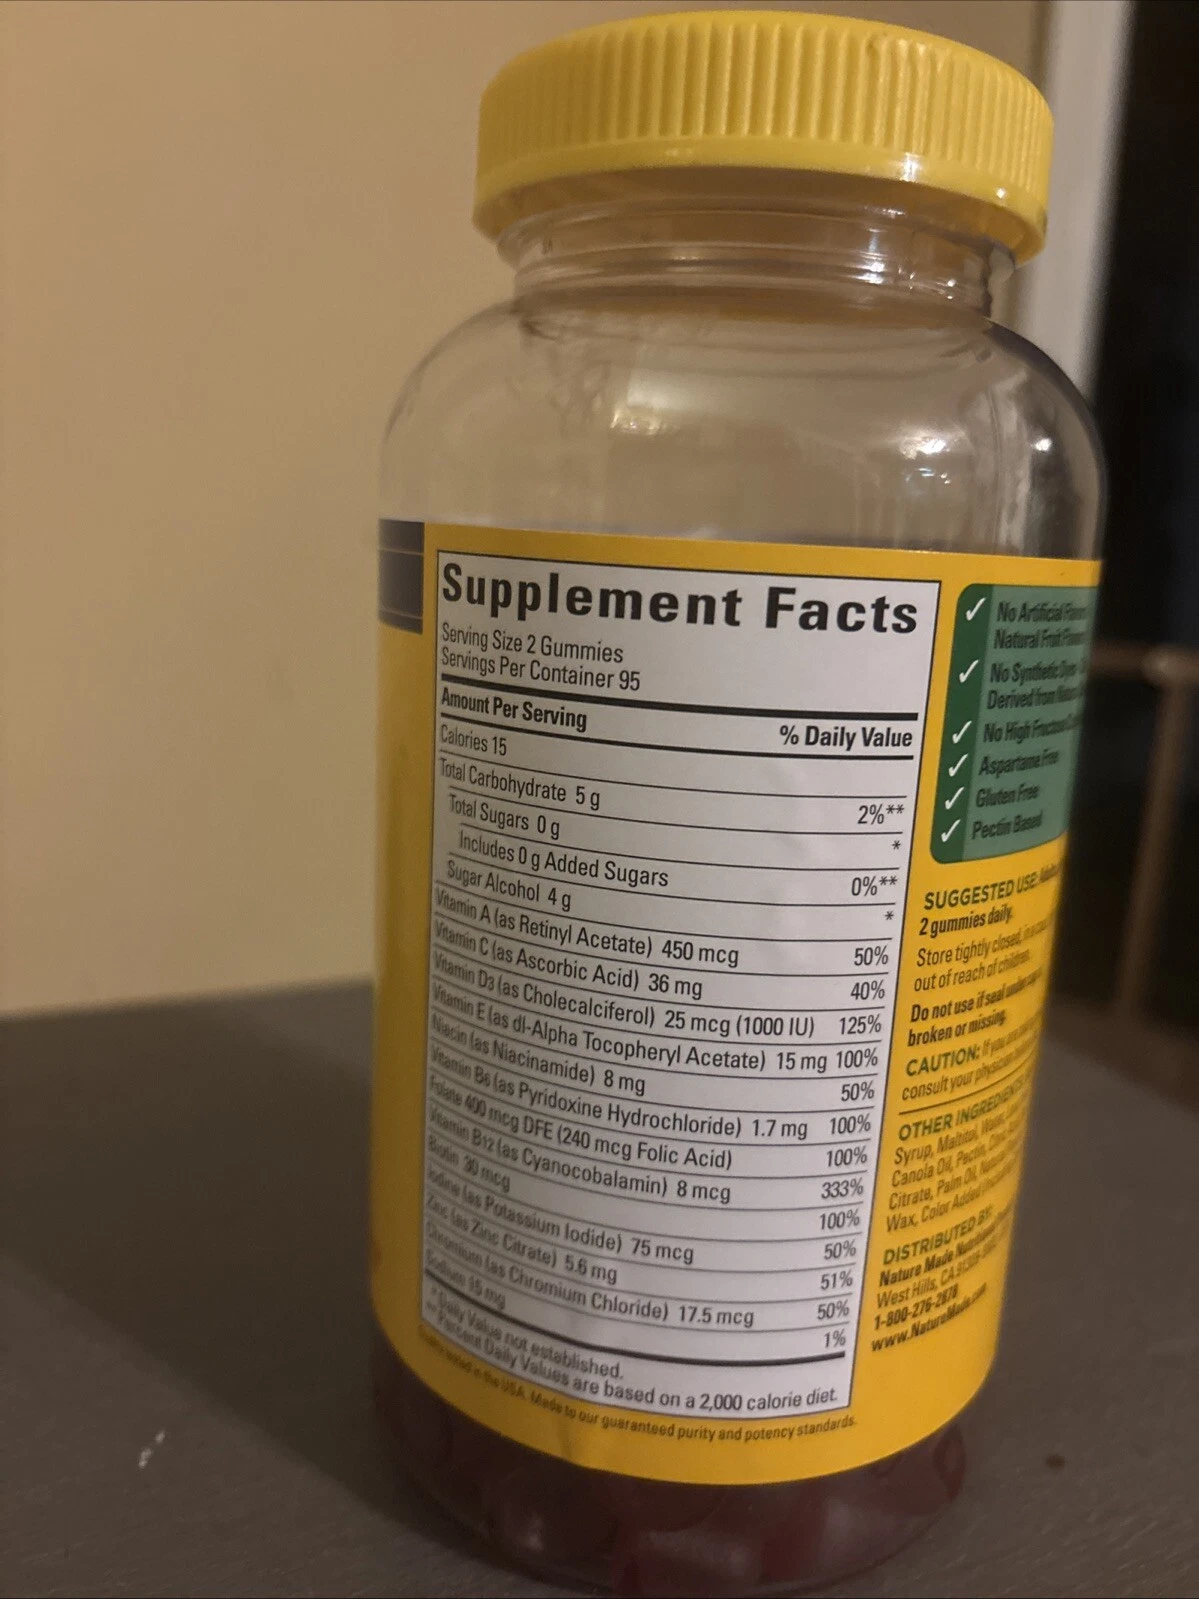 Supplement Facts
Serving Size 2 Gummies
Servings Per Container 95
Amount Per Serving % Daily Value
Calories 15
Total Carbohydrate 5 g 2%**
Total Sugars 0 g *
Includes 0 g Added Sugars 0%**
Sugar Alcohol 4 g *
Vitamin A (as Retinyl Acetate) 450 mcg 50%
Vitamin C (as Ascorbic Acid) 36 mg 40%
Vitamin D3 (as Cholecalciferol) 25 mcg (1000 IU) 125%
Vitamin E (as dl-Alpha Tocopheryl Acetate) 15 mg 100%
Niacin (as Niacinamide) 8 mg 50%
Vitamin B6 (as Pyridoxine Hydrochloride) 1.7 mg 100%
Folate 400 mcg DFE (240 mcg Folic Acid) 100%
Vitamin B12 (as Cyanocobalamin) 8 mcg 333%
Biotin 30 mcg 100%
Iodine (as Potassium Iodide) 75 mcg 50%
Zinc (as Zinc Citrate) 5.6 mg 51%
Chromium (as Chromium Chloride) 17.5 mcg 50%
Sodium 15 mg 1%
* Daily Value not established.
** Percent Daily Values are based on a 2,000 calorie diet.
in the USA. Made to our guaranteed purity and potency standards.
✓ No Artificial
Natural Fruit
✓ No Synthetic Dyes
Derived from
✓ No High Fructose
✓ Aspartame Free
✓ Gluten Free
✓ Pectin Based
SUGGESTED USE:
2 gummies daily.
Store tightly closed, in a
out of reach of children.
Do not use if seal under
broken or missing.
CAUTION: If you are
consult your physician
OTHER INGREDIENTS
Syrup, Maltitol, Water,
Canola Oil, Pectin,
Citrate, Palm Oil,
Wax, Color Added
DISTRIBUTED BY:
Nature Made
West Hills, CA
1-800-276-2878
www.NatureMade.com